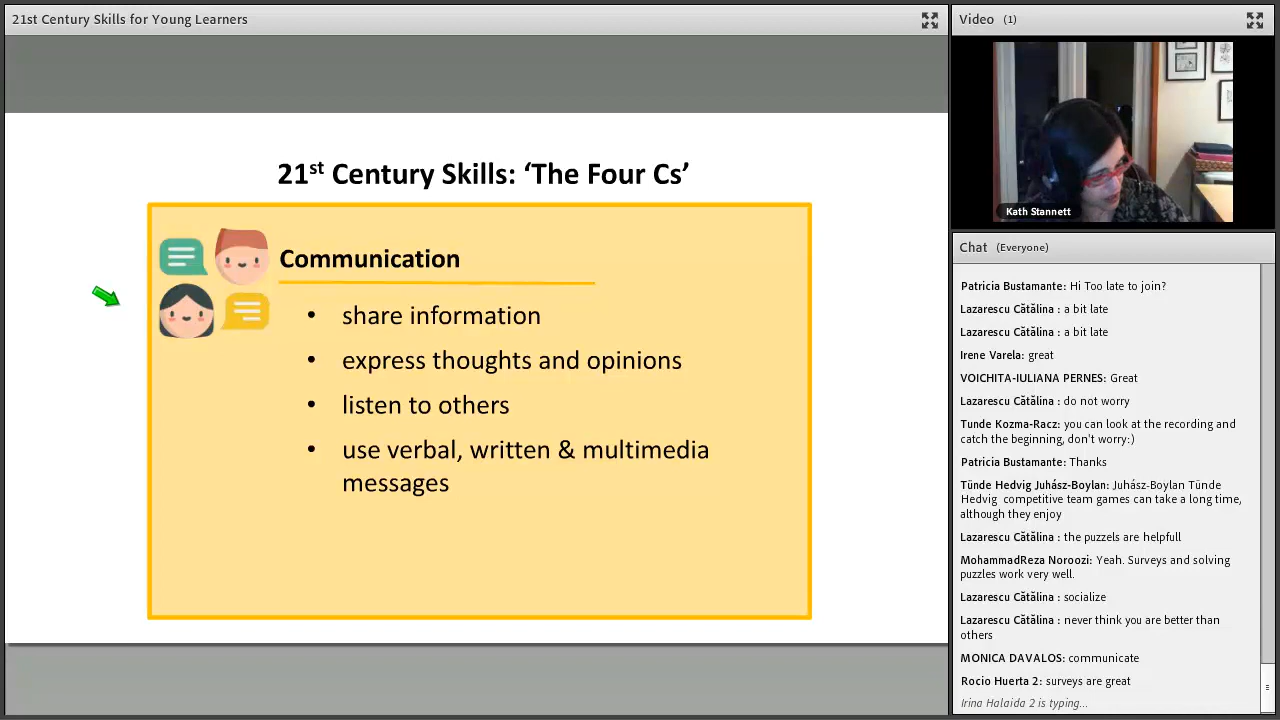 21st Century Skills for Young Learners
21st Century Skills: ‘The Four Cs’
Communication
• share information
• express thoughts and opinions
• listen to others
• use verbal, written & multimedia
messages
Video (1)
Kath Stannett
Chat (Everyone)
Patricia Bustamante: Hi Too late to join?
Lazarescu Cătălina : a bit late
Lazarescu Cătălina : a bit late
Irene Varela: great
VOICHITA-IULIANA PERNES: Great
Lazarescu Cătălina : do not worry
Tunde Kozma-Racz: you can look at the recording and
catch the beginning, don't worry:)
Patricia Bustamante: Thanks
Tünde Hedvig Juhász-Boylan: Juhász-Boylan Tünde
Hedvig competitive team games can take a long time,
although they enjoy
Lazarescu Cătălina : the puzzels are helpfull
MohammadReza Noroozi: Yeah. Surveys and solving
puzzles work very well.
Lazarescu Cătălina : socialize
Lazarescu Cătălina : never think you are better than
others
MONICA DAVALOS: communicate
Rocio Huerta 2: surveys are great
Irina Halaida 2 is typing...